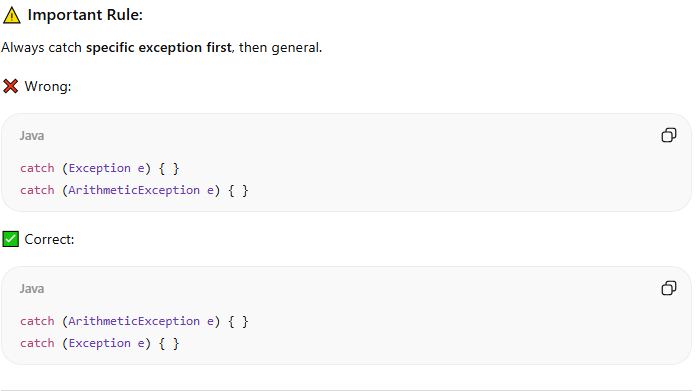 ⚠️ Important Rule:
Always catch specific exception first, then general.
❌ Wrong:
Java
catch (Exception e) { }
catch (ArithmeticException e) { }
✅ Correct:
Java
catch (ArithmeticException e) { }
catch (Exception e) { }